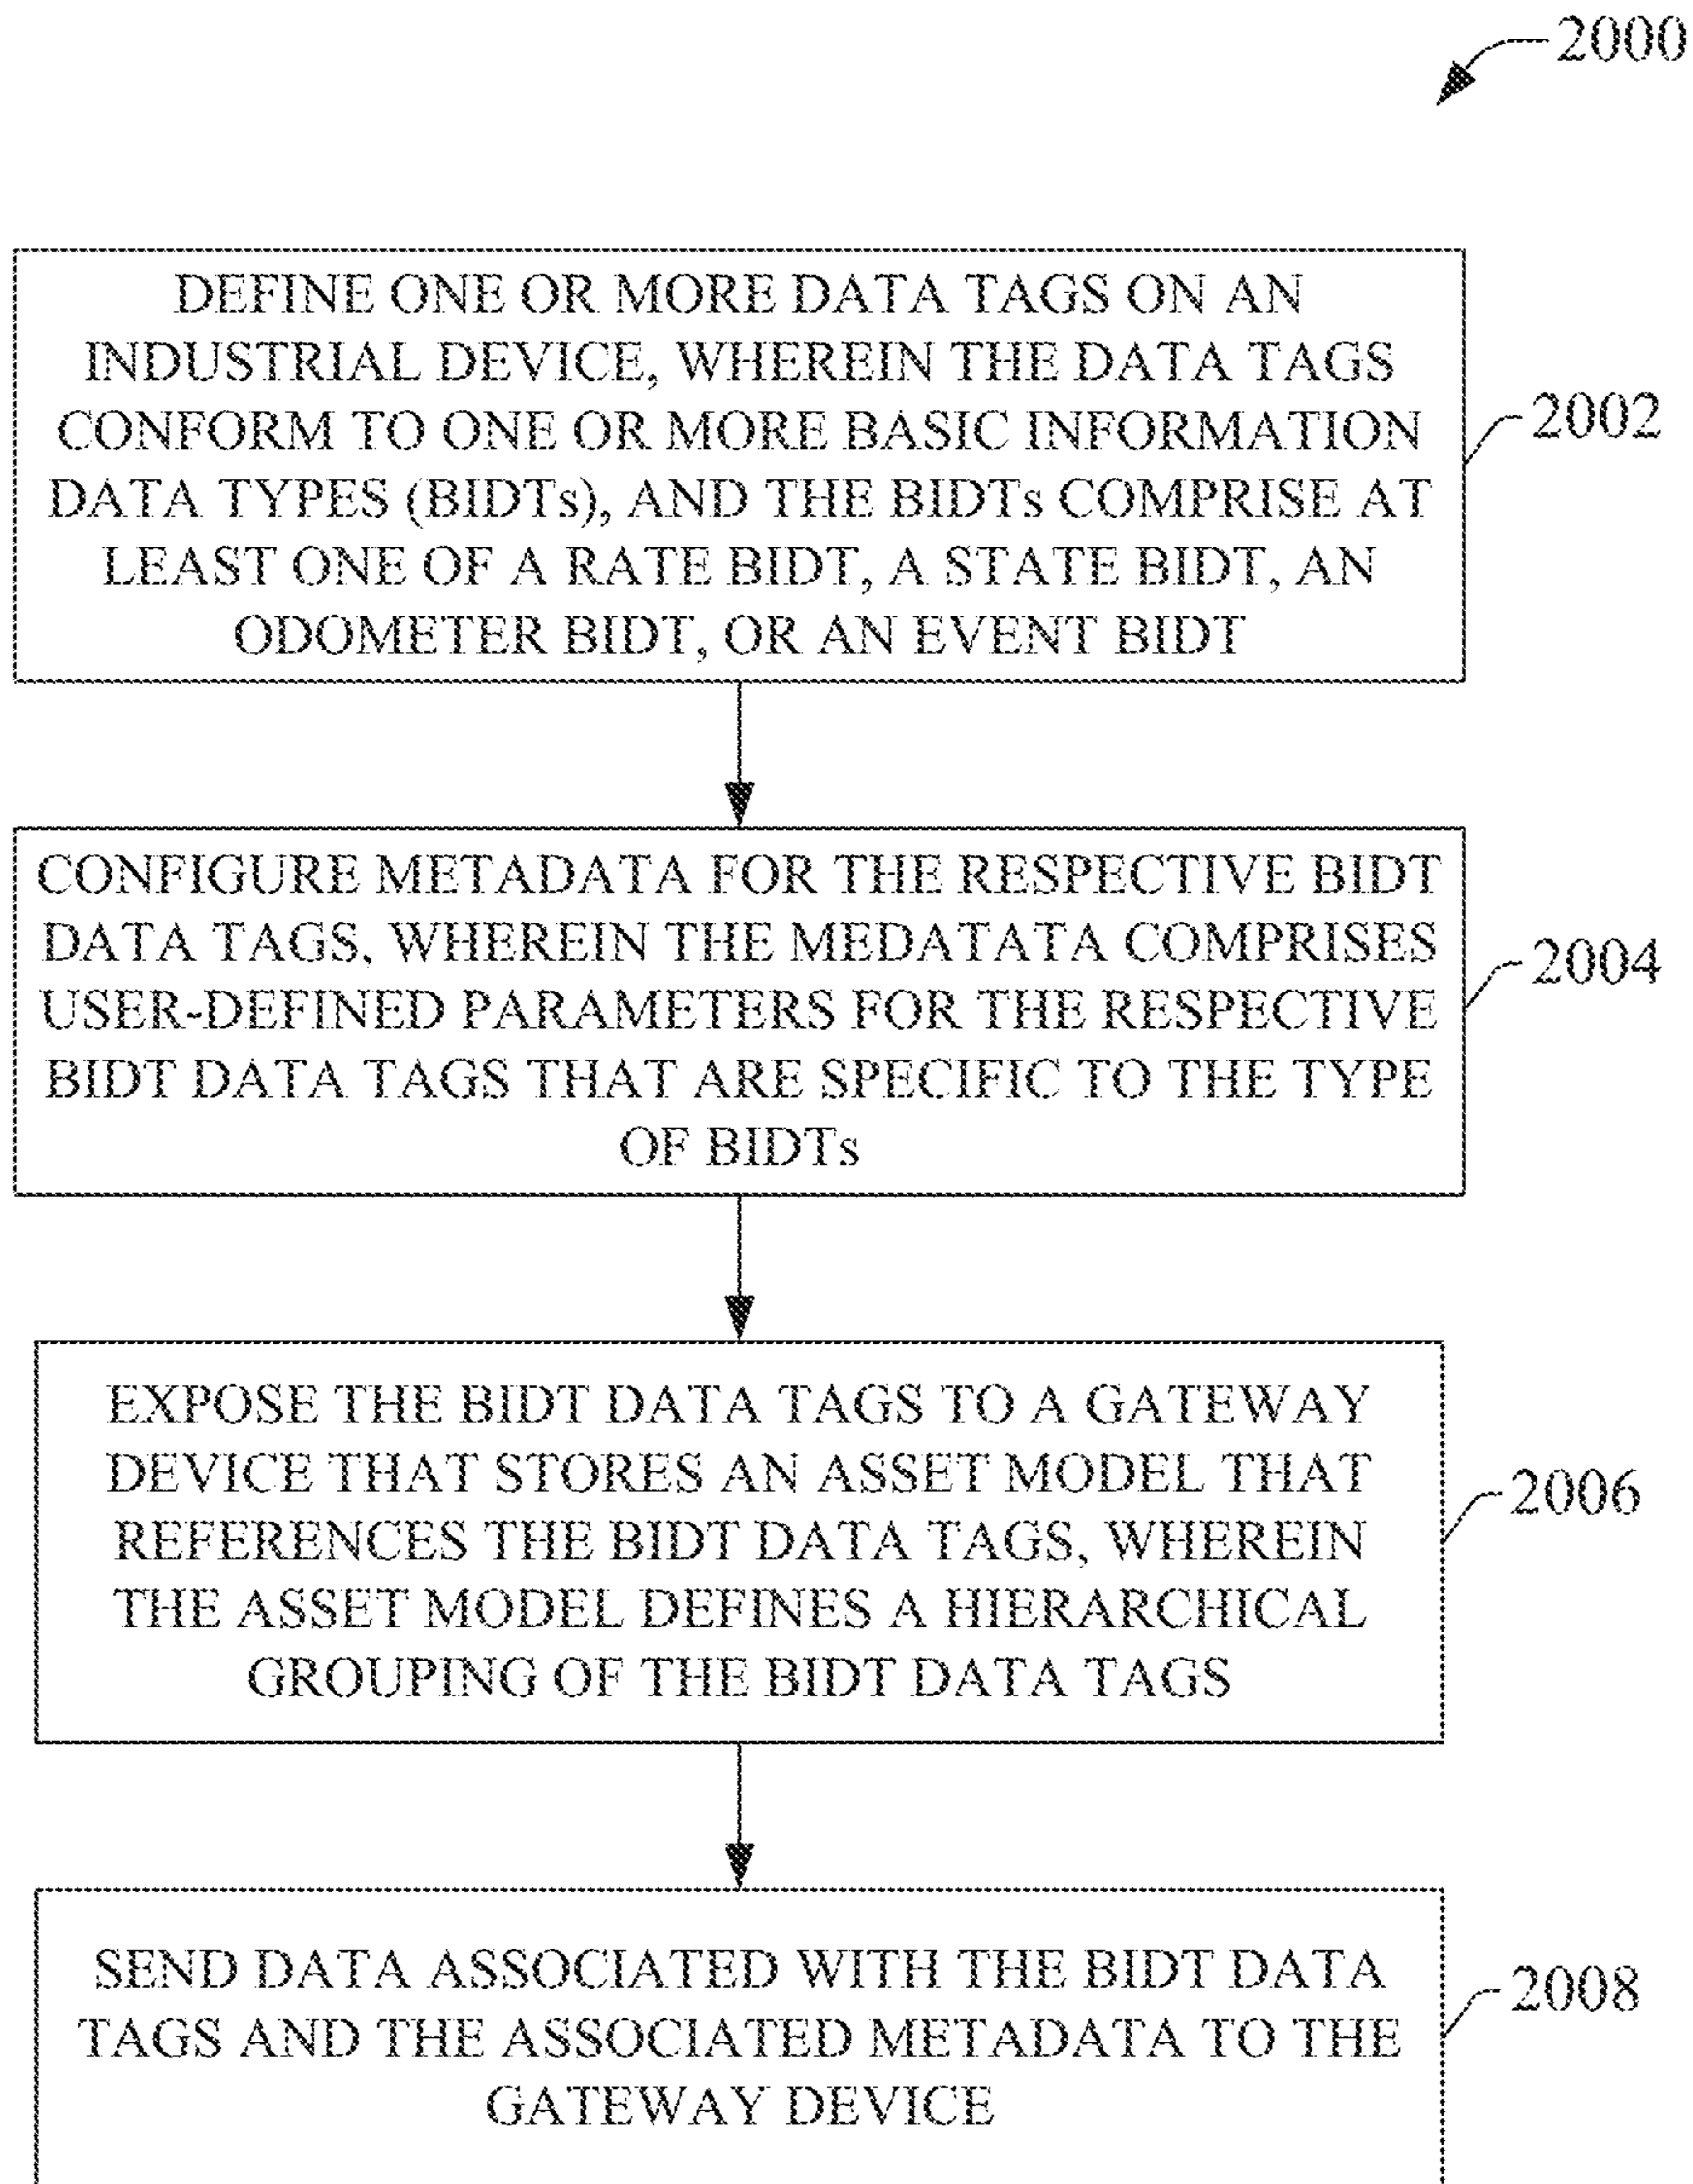 2000
DEFINE ONE OR MORE DATA TAGS ON AN
INDUSTRIAL DEVICE, WHEREIN THE DATA TAGS
CONFORM TO ONE OR MORE BASIC INFORMATION
DATA TYPES (BIDTs), AND THE BIDTs COMPRISE AT
LEAST ONE OF A RATE BIDT, A STATE BIDT, AN
ODOMETER BIDT, OR AN EVENT BIDT
2002
CONFIGURE METADATA FOR THE RESPECTIVE BIDT
DATA TAGS, WHEREIN THE MEDATATA COMPRISES
USER-DEFINED PARAMETERS FOR THE RESPECTIVE
BIDT DATA TAGS THAT ARE SPECIFIC TO THE TYPE
OF BIDTs
2004
EXPOSE THE BIDT DATA TAGS TO A GATEWAY
DEVICE THAT STORES AN ASSET MODEL THAT
REFERENCES THE BIDT DATA TAGS, WHEREIN
THE ASSET MODEL DEFINES A HIERARCHICAL
GROUPING OF THE BIDT DATA TAGS
2006
SEND DATA ASSOCIATED WITH THE BIDT DATA
TAGS AND THE ASSOCIATED METADATA TO THE
GATEWAY DEVICE
2008